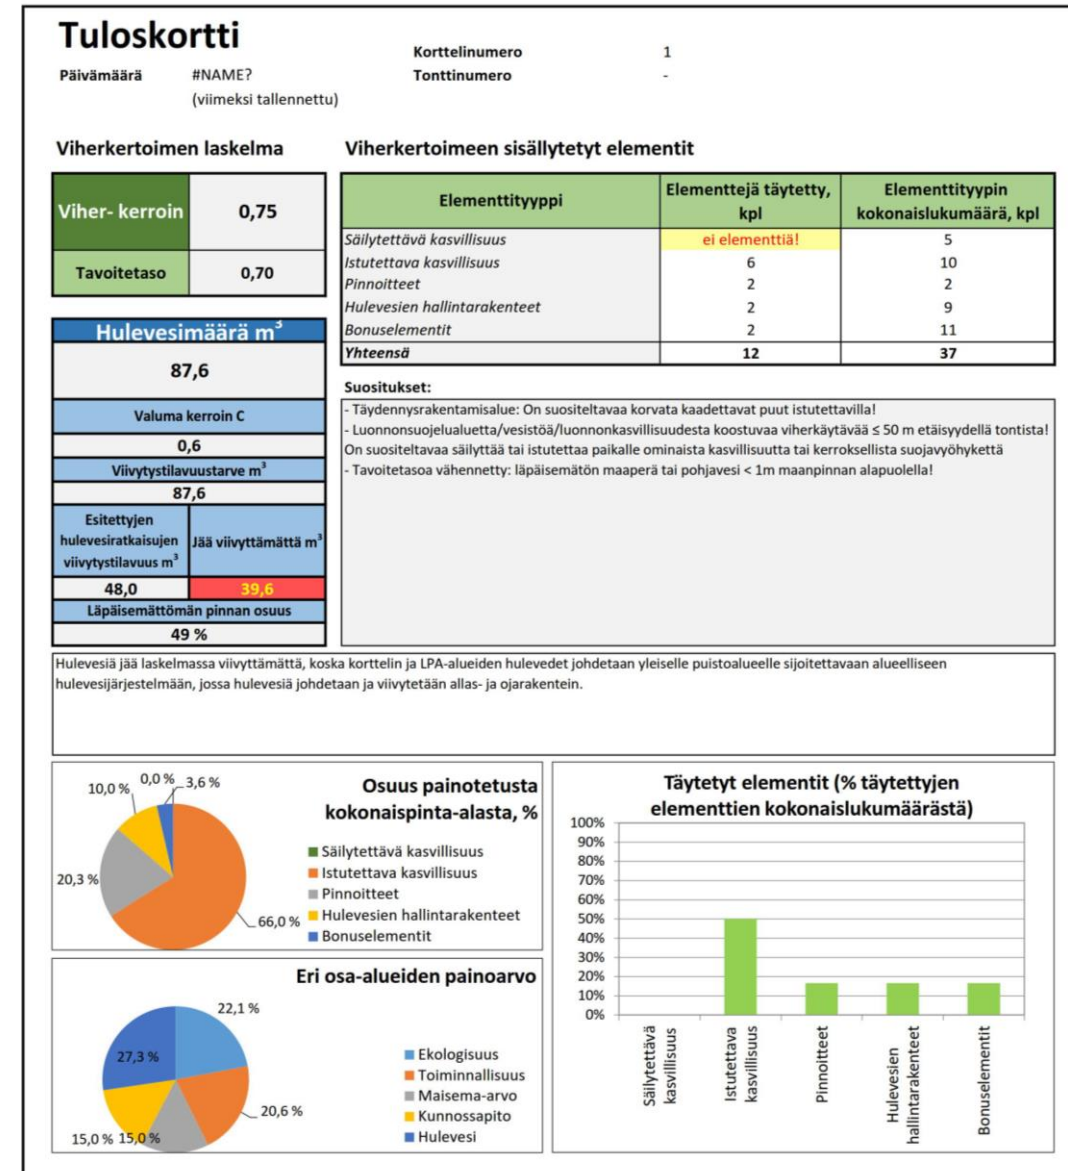 Tuloskortti
Korttelinumero 1
Päivämäärä #NAME? Tonttinumero -
(viimeksi tallennettu)
Viherkertoimen laskelma
Viher- kerroin 0,75
Tavoitetaso 0,70
Viherkertoimeen sisällytetyt elementit
Elementtityyppi Elementtejä täytetty, kpl Elementtityypin kokonaislukumäärä, kpl
Säilytettävä kasvillisuus ei elementtiä! 5
Istutettava kasvillisuus 6 10
Pinnoitteet 2 2
Hulevesien hallintarakenteet 2 9
Bonuselementit 2 11
Yhteensä 12 37
Hulevesimäärä m³
87,6
Valuma kerroin C
0,6
Viivytystilavuustarve m³
87,6
Esitettyjen hulevesiratkaisujen viivytystilavuus m³ Jää viivyttämättä m³
48,0 39,6
Läpäisemättömän pinnan osuus
49 %
Suositukset:
- Täydennysrakentamisalue: On suositeltavaa korvata kaadettavat puut istutettavilla!
- Luonnonsuojelualuetta/vesistöä/luonnonkasvillisuudesta koostuvaa viherkäytävää ≤ 50 m etäisyydellä tontista!
On suositeltavaa säilyttää tai istutettaa paikalle ominaista kasvillisuutta tai kerroksellista suojavyöhykettä
- Tavoitetasoa vähennetty: läpäisemätön maaperä tai pohjavesi < 1m maanpinnan alapuolella!
Hulevesiä jää laskelmassa viivyttämättä, koska korttelin ja LPA-alueiden hulevedet johdetaan yleiselle puistoalueelle sijoitettavaan alueelliseen
hulevesijärjestelmään, jossa hulevesiä johdetaan ja viivytetään allas- ja ojarakentein.
Osuus painotetusta
kokonaispinta-alasta, %
10,0 % 0,0 % 3,6 %
20,3 %
66,0 %
Säilytettävä kasvillisuus
Istutettava kasvillisuus
Pinnoitteet
Hulevesien hallintarakenteet
Bonuselementit
Eri osa-alueiden painoarvo
22,1 %
27,3 %
20,6 %
15,0 % 15,0 %
Ekologisuus
Toiminnallisuus
Maisema-arvo
Kunnossapito
Hulevesi
Täytetyt elementit (% täytettyjen
elementtien kokonaislukumäärästä)
100%
90%
80%
70%
60%
50%
40%
30%
20%
10%
0%
Säilytettävä kasvillisuus
Istutettava kasvillisuus
Pinnoitteet
Hulevesien hallintarakenteet
Bonuselementit